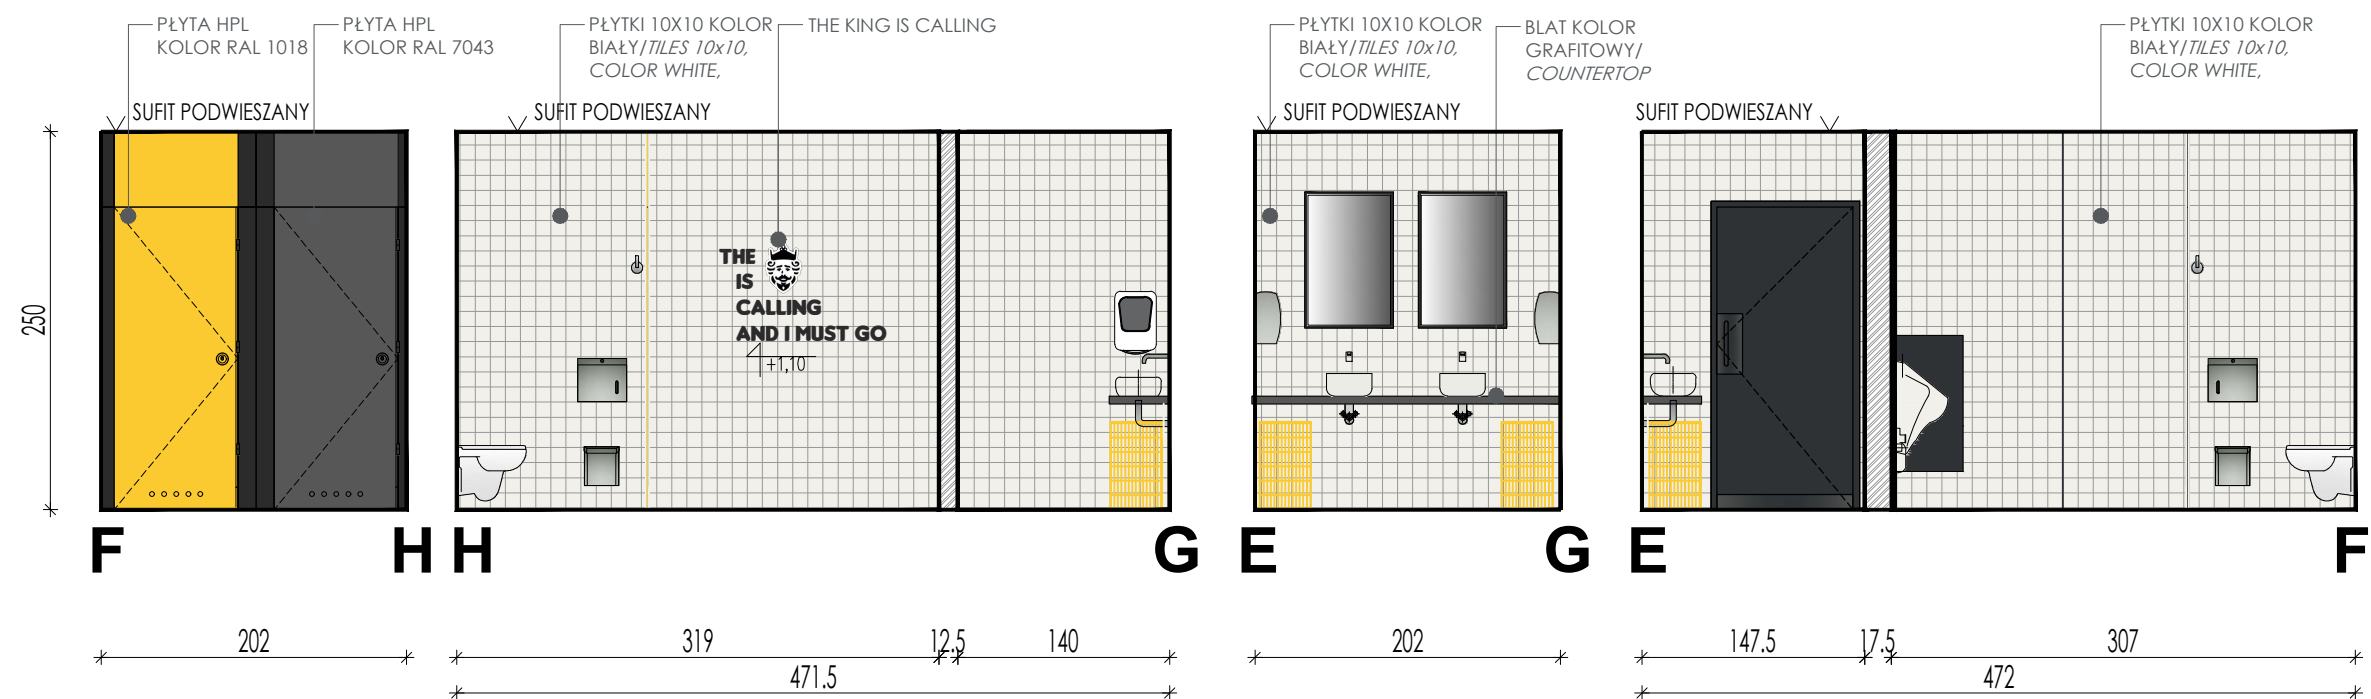 PŁYTA HPL
KOLOR RAL 1018
PŁYTA HPL
KOLOR RAL 7043
PŁYTKI 10X10 KOLOR
BIAŁY/TILES 10x10,
COLOR WHITE,
THE KING IS CALLING
PŁYTKI 10X10 KOLOR
BIAŁY/TILES 10x10,
COLOR WHITE,
BLAT KOLOR
GRAFITOWY/
COUNTERTOP
PŁYTKI 10X10 KOLOR
BIAŁY/TILES 10x10,
COLOR WHITE,
SUFIT PODWIESZANY
SUFIT PODWIESZANY
SUFIT PODWIESZANY
SUFIT PODWIESZANY
250
THE
IS
CALLING
AND I MUST GO
+1,10
F
H
H
G
E
G
E
F
202
319
12.5
140
471.5
202
147.5
17.5
307
472